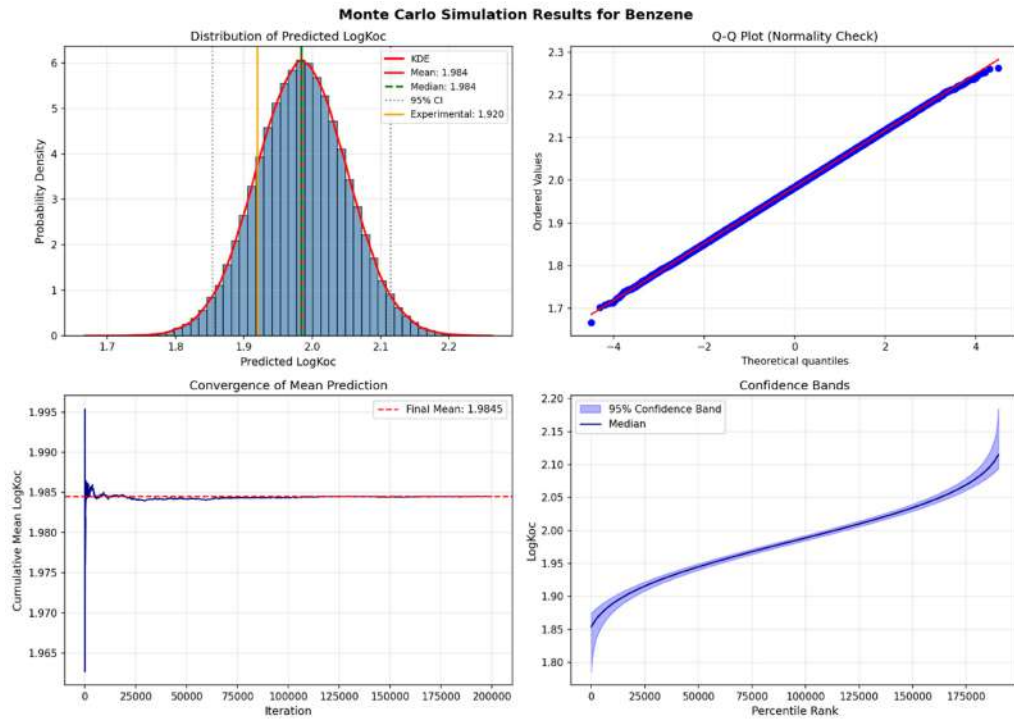 Monte Carlo Simulation Results for Benzene
Distribution of Predicted LogKoc
Probability Density
6
5
4
3
2
1
0
KDE
Mean: 1.984
Median: 1.984
95% CI
Experimental: 1.920
1.7 1.8 1.9 2.0 2.1 2.2
Predicted LogKoc
Q-Q Plot (Normality Check)
Ordered Values
2.3
2.2
2.1
2.0
1.9
1.8
1.7
−4 −2 0 2 4
Theoretical quantiles
Convergence of Mean Prediction
Cumulative Mean LogKoc
1.995
1.990
1.985
1.980
1.975
1.970
1.965
Final Mean: 1.9845
0 25000 50000 75000 100000 125000 150000 175000 200000
Iteration
Confidence Bands
LogKoc
2.20
2.15
2.10
2.05
2.00
1.95
1.90
1.85
1.80
95% Confidence Band
Median
0 25000 50000 75000 100000 125000 150000 175000
Percentile Rank